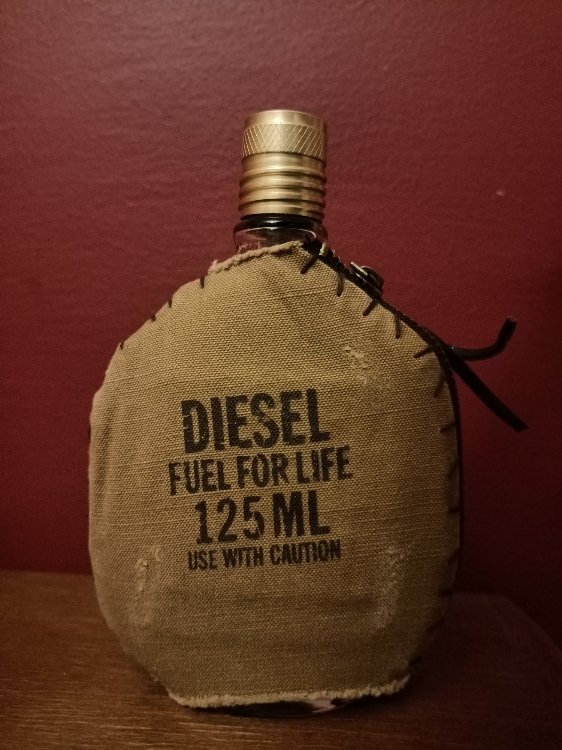 DIESEL
FUEL FOR LIFE
125 ML
USE WITH CAUTION